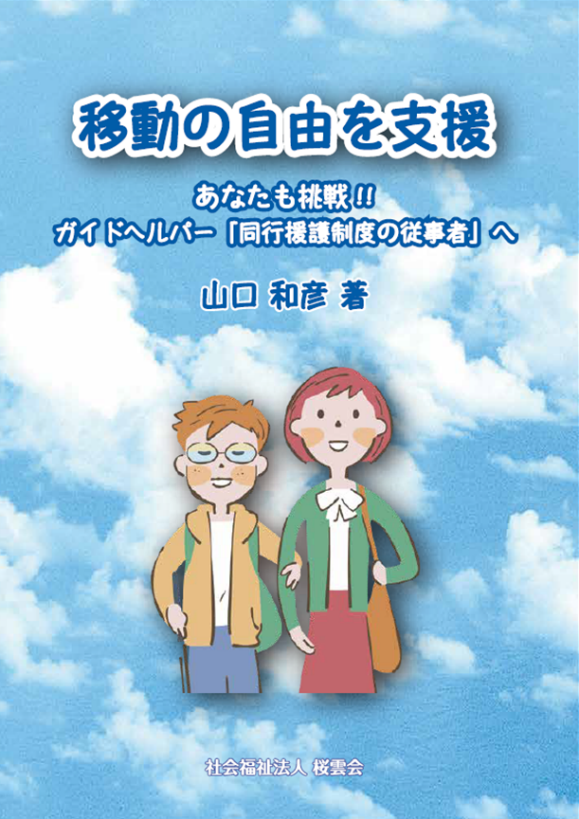 移動の自由を支援
あなたも挑戦!!
ガイドヘルパー「同行援護制度の従事者」へ
山口 和彦 著
社会福祉法人 桜雲会